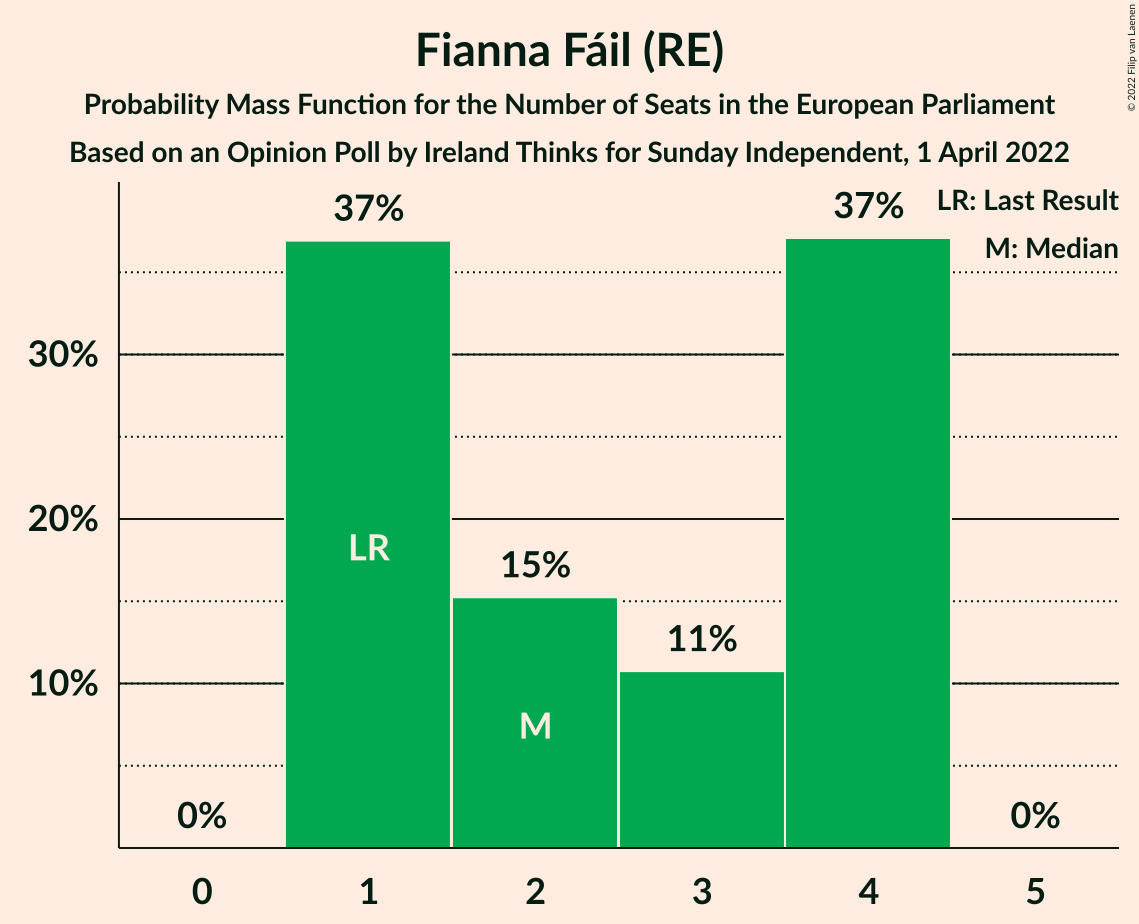 Fianna Fáil (RE)
Probability Mass Function for the Number of Seats in the European Parliament
Based on an Opinion Poll by Ireland Thinks for Sunday Independent, 1 April 2022
© 2022 Filip van Laenen
LR: Last Result
M: Median
37%
37%
30%
20%
10%
LR
15%
M
11%
0%
0%
0
1
2
3
4
5